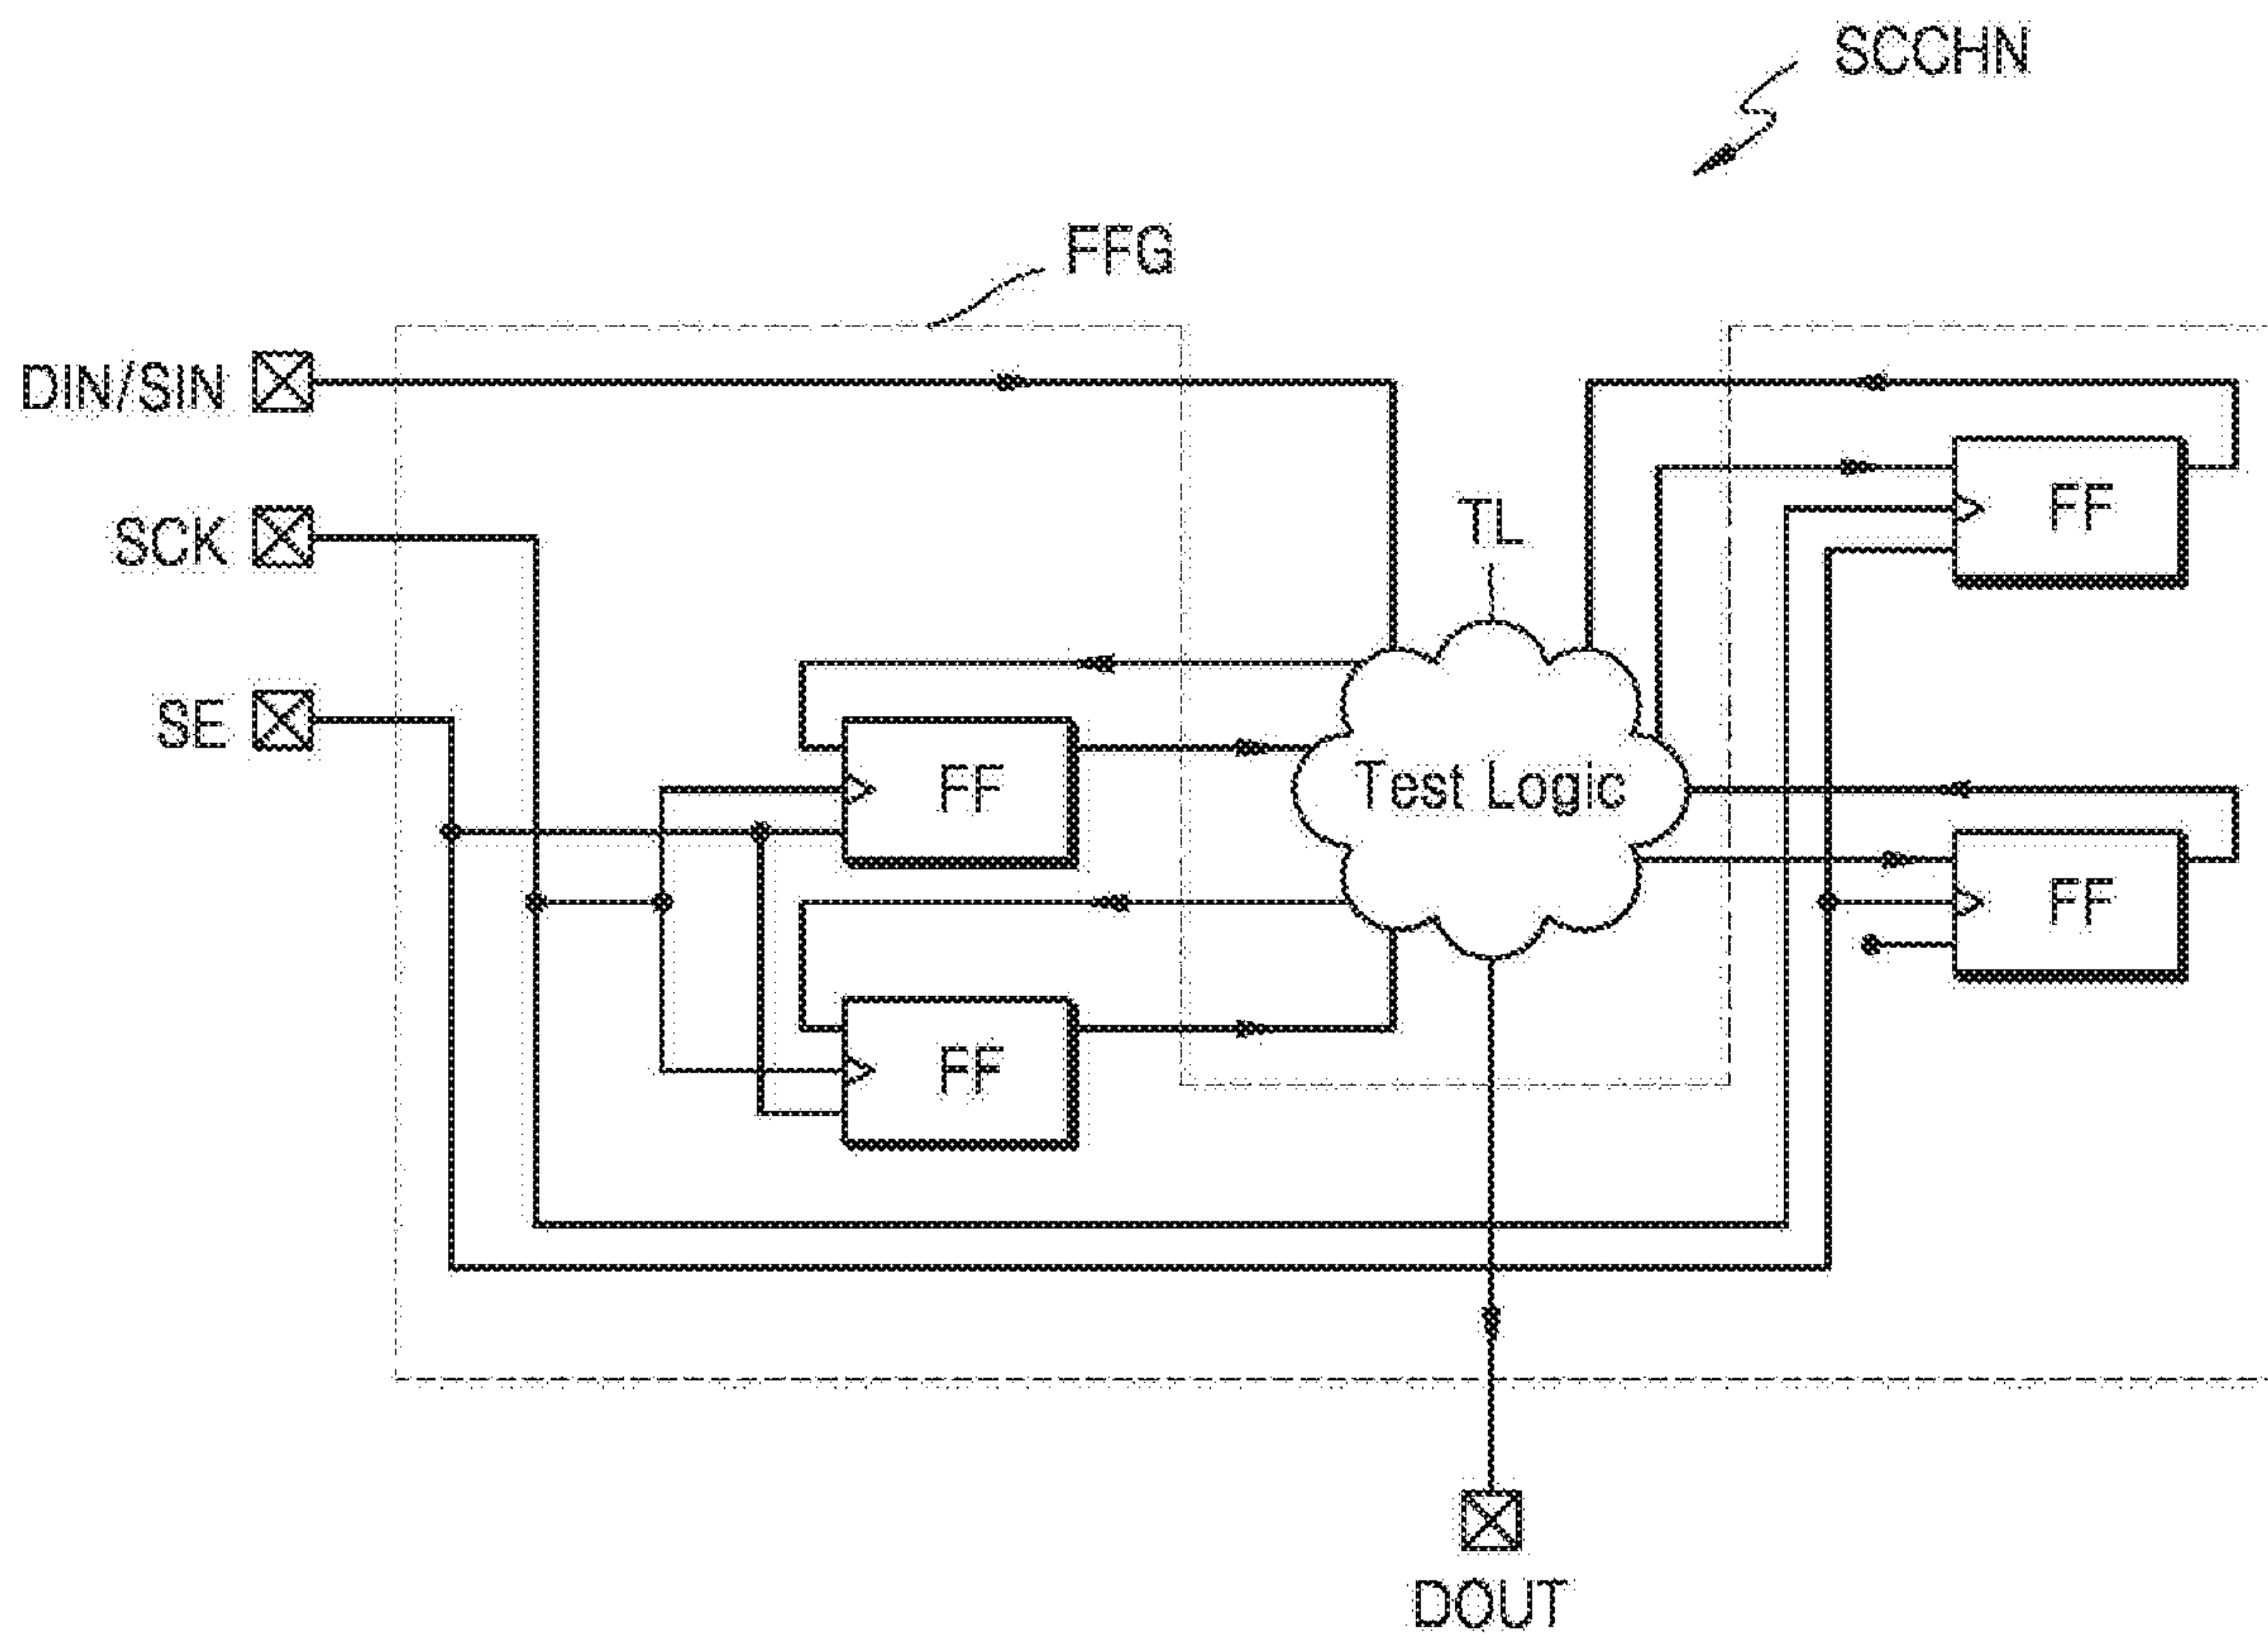 SCCHN
FFG
DIN/SIN
SCK
SE
TL
FF
FF
Test Logic
FF
FF
DOUT